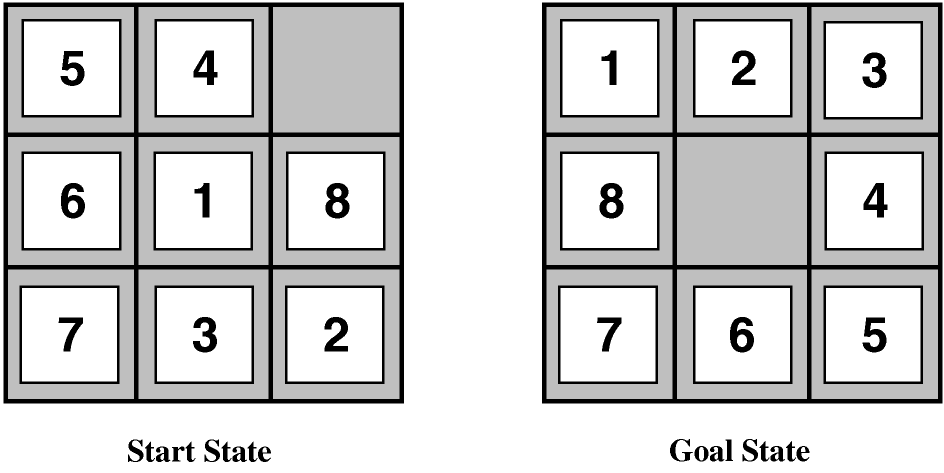 5 4
6 1 8
7 3 2
Start State
1 2 3
8 4
7 6 5
Goal State